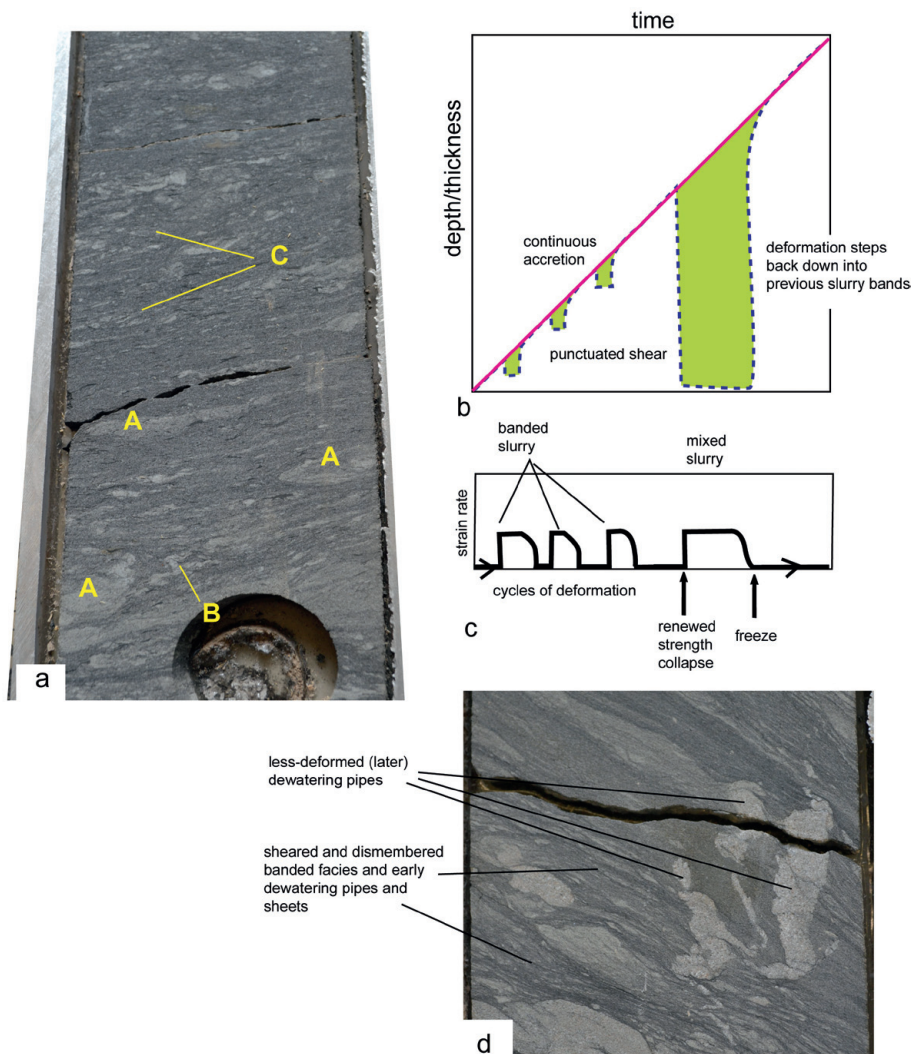 C
A
A
A
B
a
time
depth/thickness
continuous
accretion
punctuated shear
deformation steps
back down into
previous slurry bands
b
banded
slurry
mixed
slurry
strain rate
cycles of deformation
renewed
strength
collapse
freeze
c
less-deformed (later)
dewatering pipes
sheared and dismembered
banded facies and early
dewatering pipes and
sheets
d